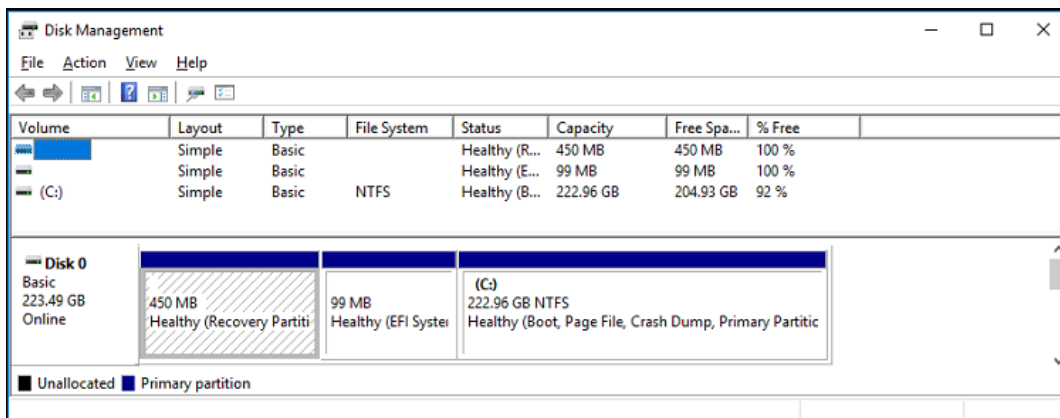 Disk Management
File Action View Help
Volume Layout Type File System Status Capacity Free Spa... % Free
Simple Basic Healthy (R... 450 MB 450 MB 100 %
Simple Basic Healthy (E... 99 MB 99 MB 100 %
(C:) Simple Basic NTFS Healthy (B... 222.96 GB 204.93 GB 92 %
Disk 0
Basic
223.49 GB
Online
450 MB
Healthy (Recovery Partiti
99 MB
Healthy (EFI Syster
(C:)
222.96 GB NTFS
Healthy (Boot, Page File, Crash Dump, Primary Partitic
Unallocated Primary partition